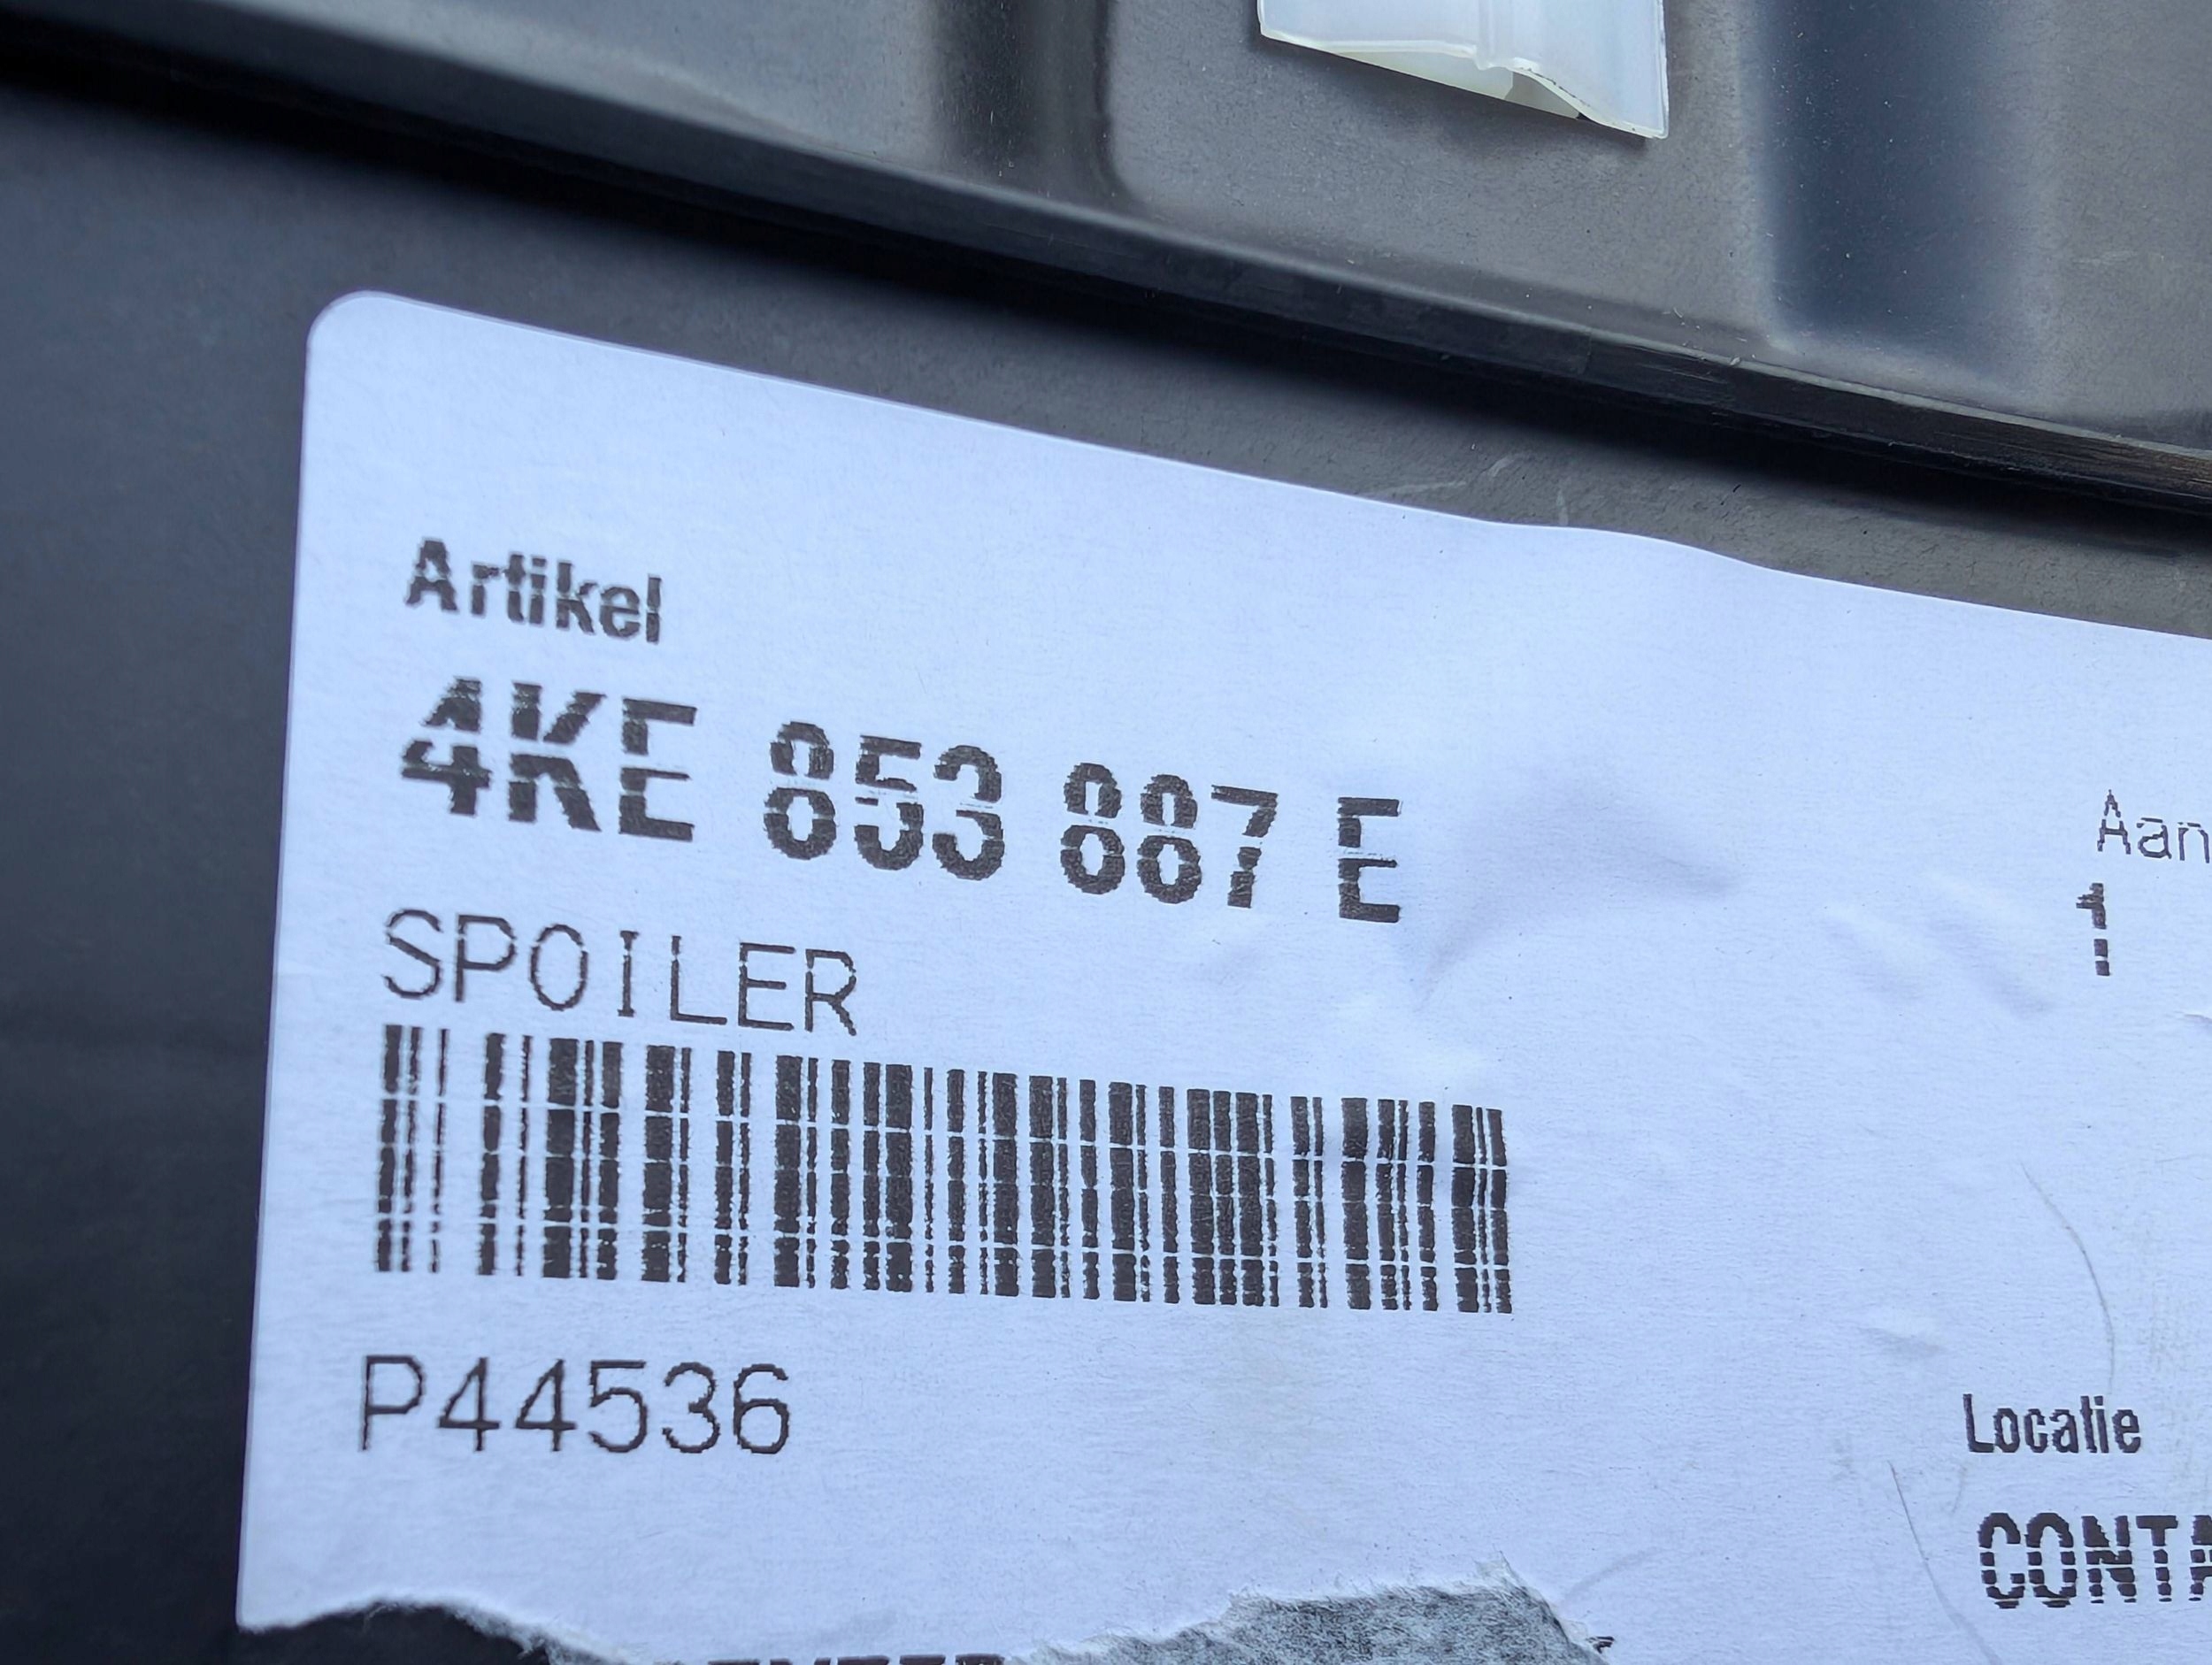 Artikel
4KE 853 887 E
SPOILER
P44536
Aan
1
Locatie
CONTA